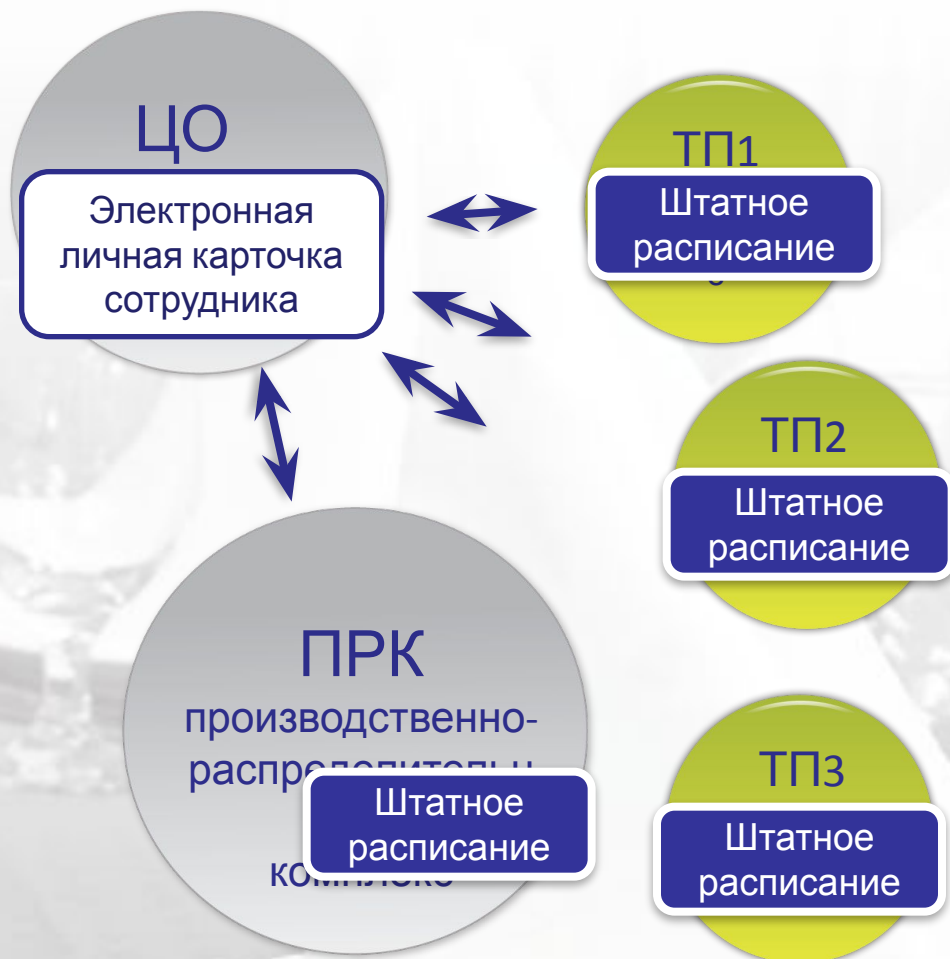 ЦО
Электронная
личная карточка
сотрудника
ТП1
Штатное
расписание
ТП2
Штатное
расписание
ПРК
производственно-
Штатное
расписание
ТП3
Штатное
расписание